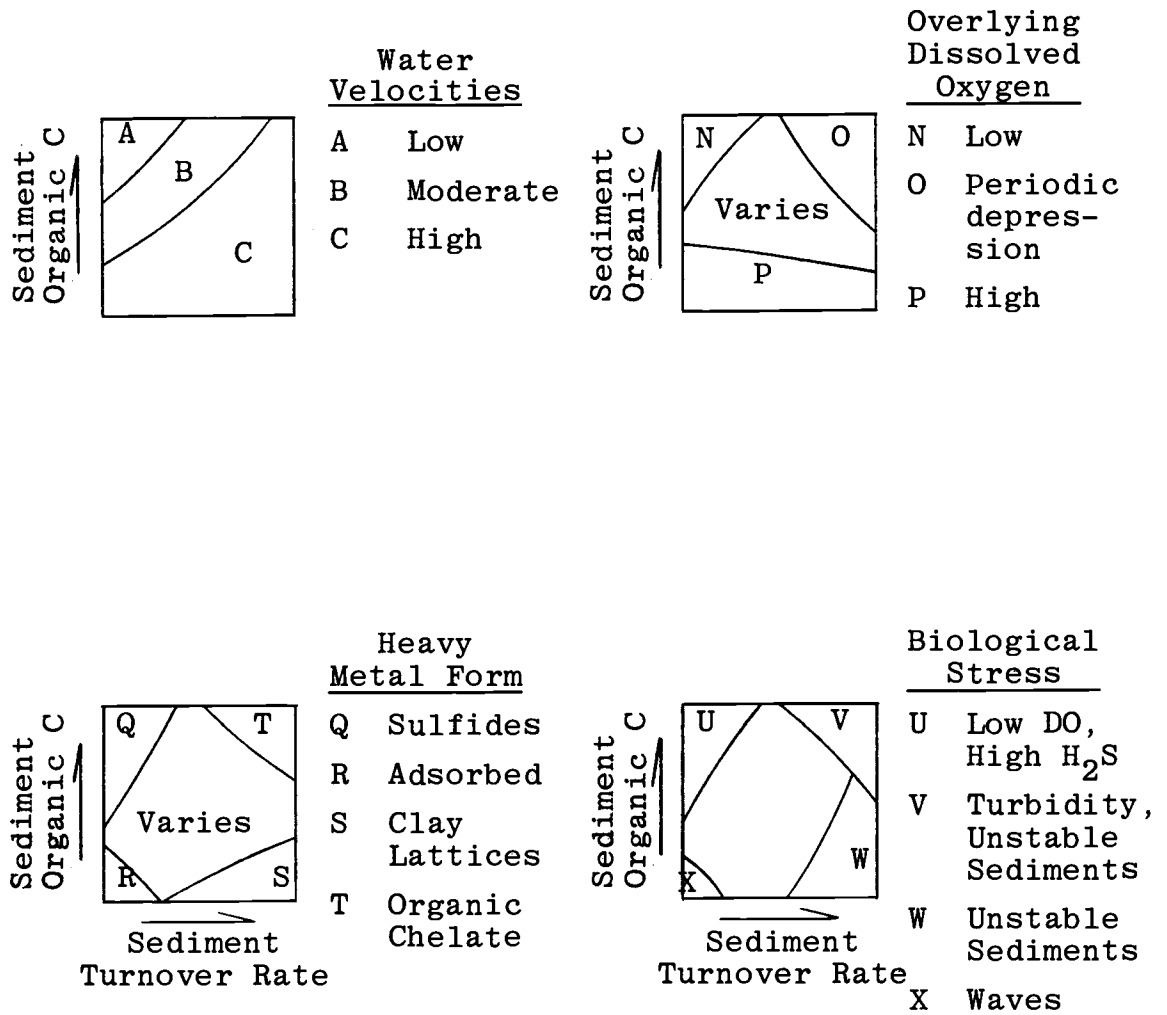 Water
Velocities
Sediment
Organic C
A
B
C
A Low
B Moderate
C High
Overlying
Dissolved
Oxygen
Sediment
Organic C
N
O
Varies
P
N Low
O Periodic
depres-
sion
P High
Heavy
Metal Form
Sediment
Organic C
Q
T
Varies
R
S
Q Sulfides
R Adsorbed
S Clay
Lattices
T Organic
Chelate
Sediment
Turnover Rate
Biological
Stress
Sediment
Organic C
U
V
W
X
U Low DO,
High H₂S
V Turbidity,
Unstable
Sediments
W Unstable
Sediments
X Waves
Sediment
Turnover Rate